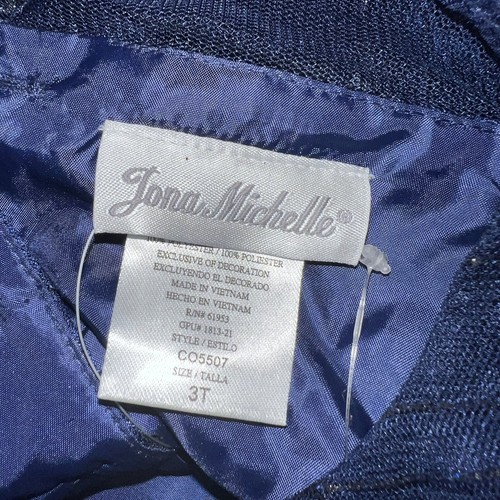 Jona Michelle®
100% POLYESTER / 100% POLIESTER
EXCLUSIVE OF DECORATION
EXCLUYENDO EL DECORADO
MADE IN VIETNAM
HECHO EN VIETNAM
R/N# 61953
GPU# 1813-21
STYLE / ESTILO
CO5507
SIZE / TALLA
3T